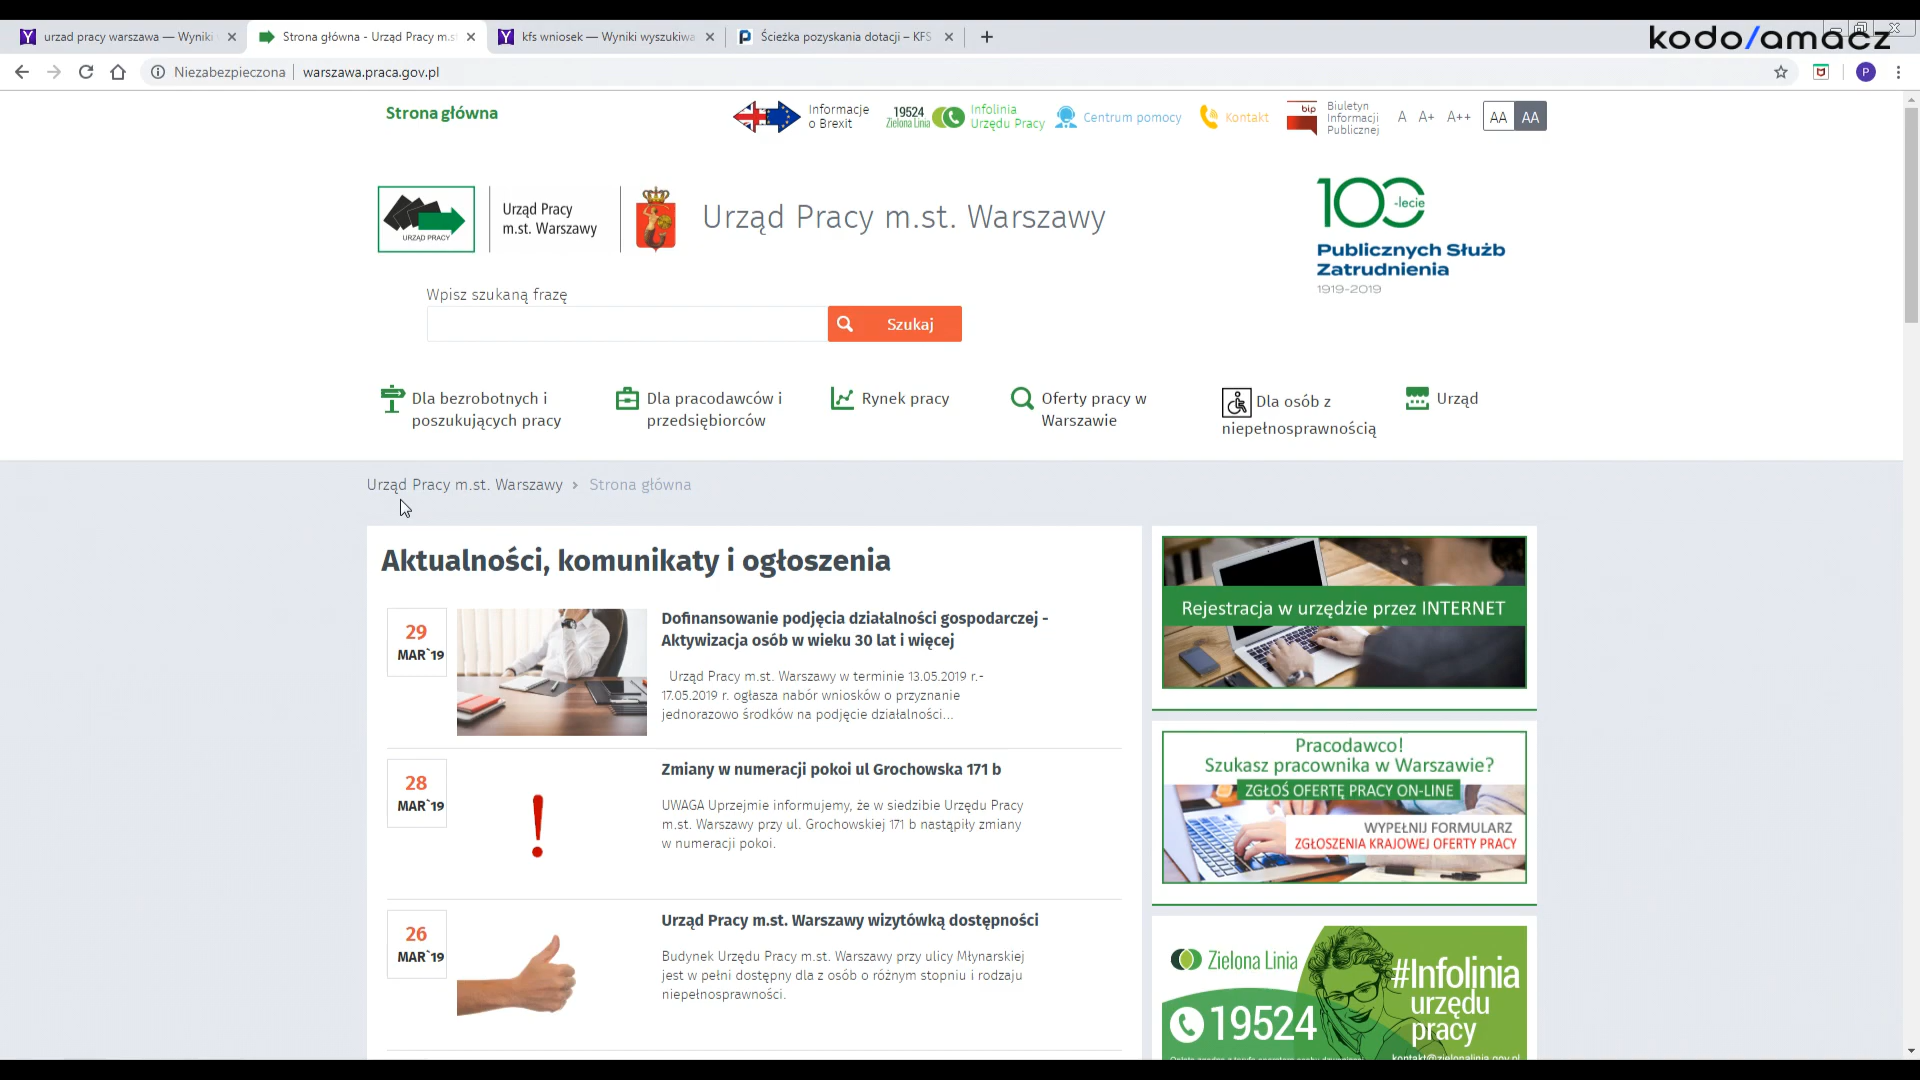 urzad pracy warszawa — Wyniki
Strona główna - Urząd Pracy m.st
kfs wniosek — Wyniki wyszukiwa
Ścieżka pozyskania dotacji – KFS
kodo/amacz
Niezabezpieczona
warszawa.praca.gov.pl
P
Strona główna
Informacje
o Brexit
19524
Zielona Linia
Infolinia
Urzędu Pracy
Centrum pomocy
Kontakt
bip
Biuletyn
Informacji
Publicznej
A A+ A++ AA AA
URZĄD PRACY
Urząd Pracy
m.st. Warszawy
Urząd Pracy m.st. Warszawy
100
-lecie
Publicznych Służb
Zatrudnienia
1919-2019
Wpisz szukaną frazę
Szukaj
Dla bezrobotnych i
poszukujących pracy
Dla pracodawców i
przedsiębiorców
Rynek pracy
Oferty pracy w
Warszawie
Dla osób z
niepełnosprawnością
Urząd
Urząd Pracy m.st. Warszawy › Strona główna
Aktualności, komunikaty i ogłoszenia
29
MAR`19
Dofinansowanie podjęcia działalności gospodarczej -
Aktywizacja osób w wieku 30 lat i więcej
Urząd Pracy m.st. Warszawy w terminie 13.05.2019 r.-
17.05.2019 r. ogłasza nabór wniosków o przyznanie
jednorazowo środków na podjęcie działalności...
28
MAR`19
Zmiany w numeracji pokoi ul Grochowska 171 b
UWAGA Uprzejmie informujemy, że w siedzibie Urzędu Pracy
m.st. Warszawy przy ul. Grochowskiej 171 b nastąpiły zmiany
w numeracji pokoi.
26
MAR`19
Urząd Pracy m.st. Warszawy wizytówką dostępności
Budynek Urzędu Pracy m.st. Warszawy przy ulicy Młynarskiej
jest w pełni dostępny dla z osób o różnym stopniu i rodzaju
niepełnosprawności.
Rejestracja w urzędzie przez INTERNET
Pracodawco!
Szukasz pracownika w Warszawie?
ZGŁOŚ OFERTĘ PRACY ON-LINE
WYPEŁNIJ FORMULARZ
ZGŁOSZENIA KRAJOWEJ OFERTY PRACY
Zielona Linia
#Infolinia
urzędu
pracy
19524
kontakt@zielonalinia.gov.pl